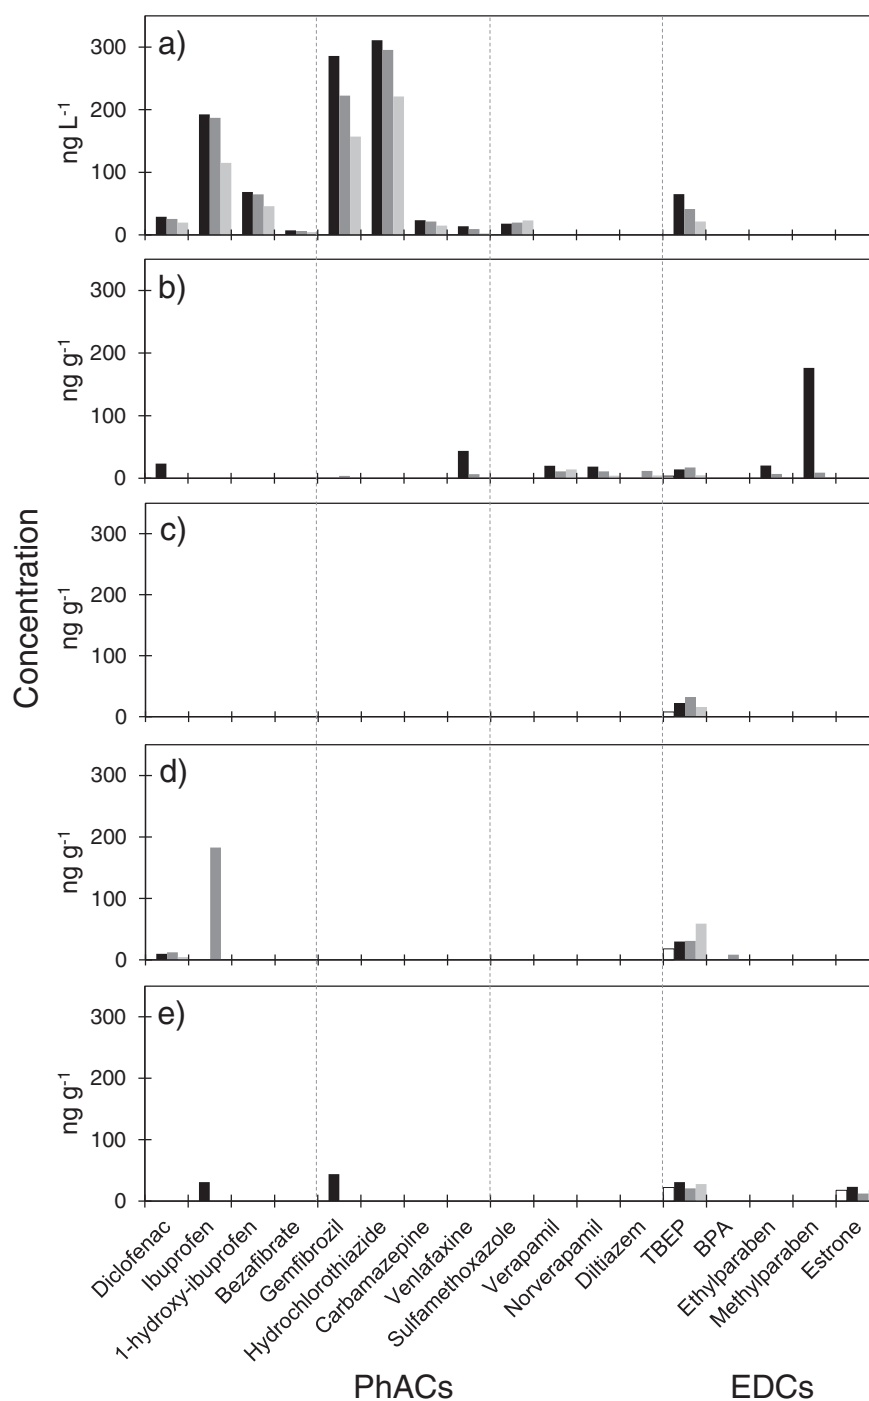 a)
300
200
100
0
ng L-1
b)
300
200
100
0
ng g-1
c)
300
200
100
0
ng g-1
d)
300
200
100
0
ng g-1
e)
300
200
100
0
ng g-1
Concentration
Diclofenac
Ibuprofen
1-hydroxy-ibuprofen
Bezafibrate
Gemfibrozil
Hydrochlorothiazide
Carbamazepine
Venlafaxine
Sulfamethoxazole
Verapamil
Norverapamil
Diltiazem
TBEP
BPA
Ethylparaben
Methylparaben
Estrone
PhACs
EDCs